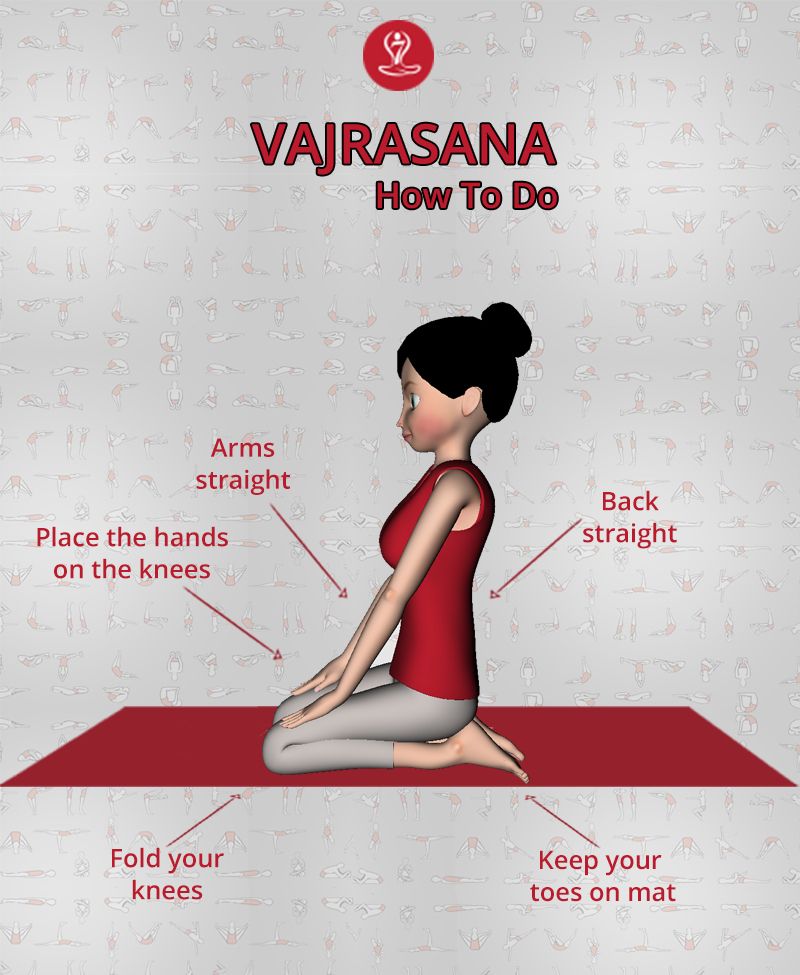 VAJRASANA
How To Do
Arms
straight
Place the hands
on the knees
Back
straight
Fold your
knees
Keep your
toes on mat